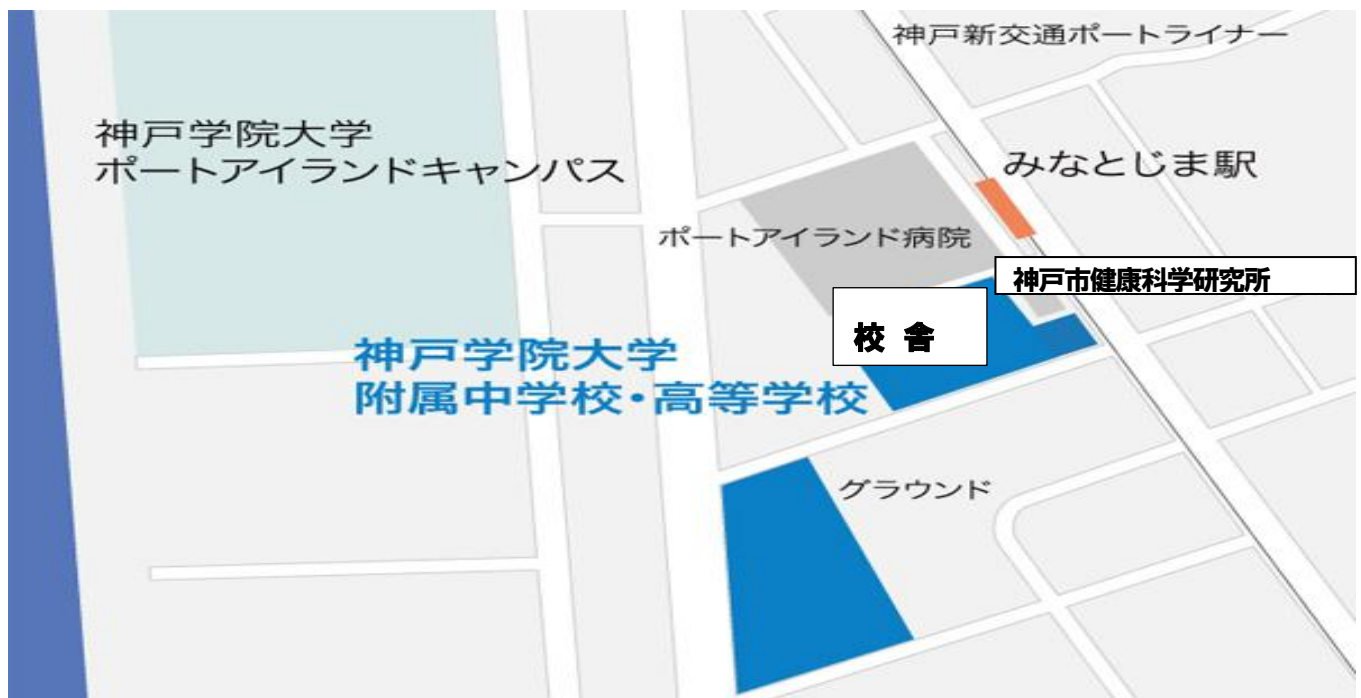 神戸新交通ポートライナー
神戸学院大学
ポートアイランドキャンパス
みなとじま駅
ポートアイランド病院
神戸市健康科学研究所
校 舎
神戸学院大学
附属中学校・高等学校
グラウンド